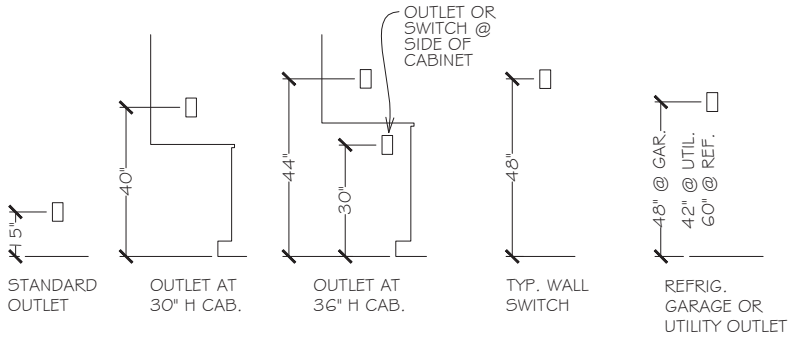 OUTLET OR
SWITCH @
SIDE OF
CABINET
15"
40"
44"
30"
48"
48" @ GAR.
42" @ UTIL.
60" @ REF.
STANDARD
OUTLET
OUTLET AT
30" H CAB.
OUTLET AT
36" H CAB.
TYP. WALL
SWITCH
REFRIG.
GARAGE OR
UTILITY OUTLET